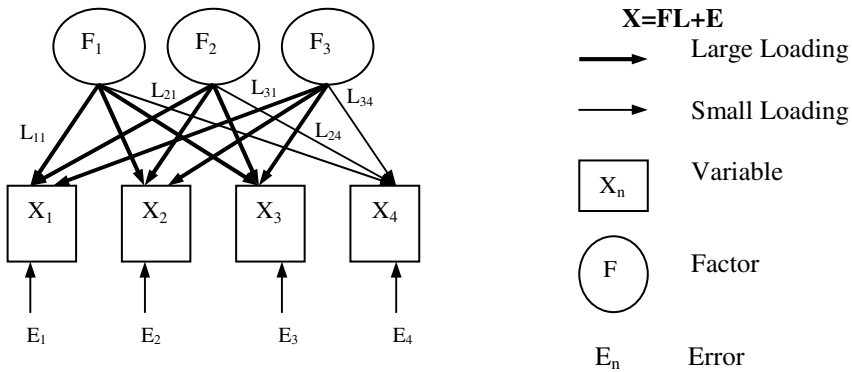 F₁ F₂ F₃
L₁₁ L₂₁ L₃₁ L₂₄ L₃₄
X₁ X₂ X₃ X₄
E₁ E₂ E₃ E₄
X=FL+E
Large Loading
Small Loading
Xₙ Variable
F Factor
Eₙ Error